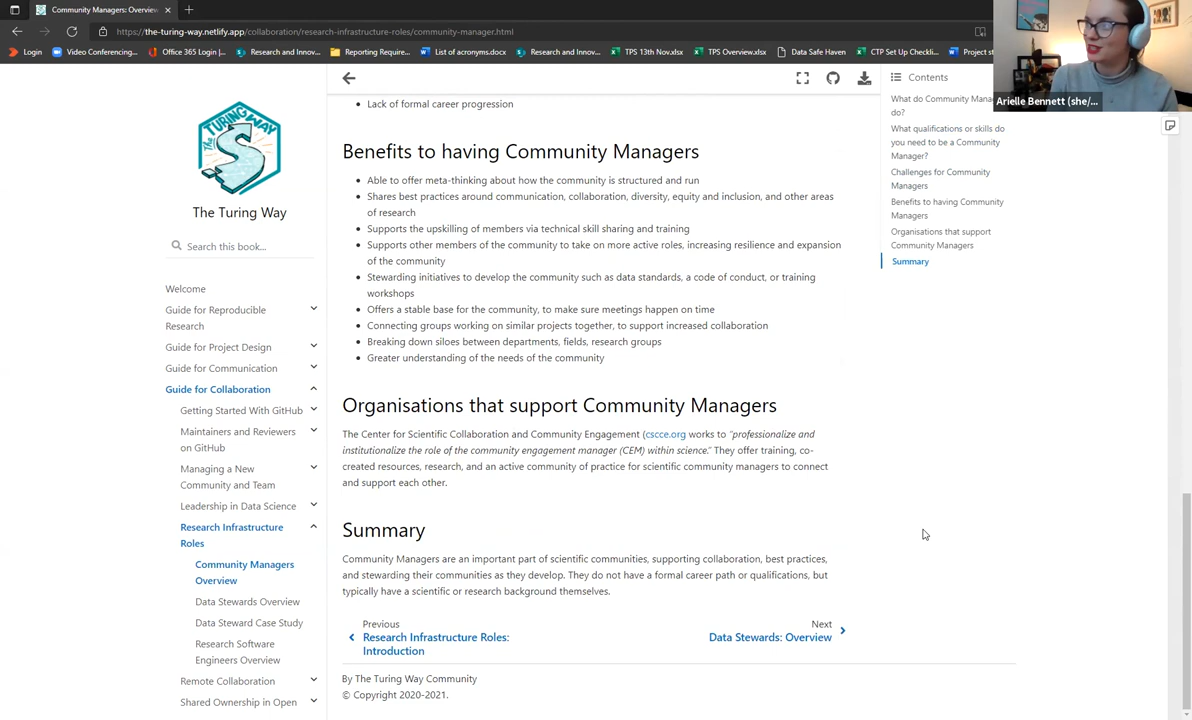 Community Managers: Overview
https://the-turing-way.netlify.app/collaboration/research-infrastructure-roles/community-manager.html
Login
Video Conferencing...
Office 365 Login |...
Research and Innov...
Reporting Require...
List of acronyms.docx
Research and Innov...
TPS 13th Nov.xlsx
TPS Overview.xlsx
Data Safe Haven
CTP Set Up Checkli...
Project st
Arielle Bennett (she/...
THE TURING WAY
The Turing Way
Search this book...
Welcome
Guide for Reproducible
Research
Guide for Project Design
Guide for Communication
Guide for Collaboration
Getting Started With GitHub
Maintainers and Reviewers
on GitHub
Managing a New
Community and Team
Leadership in Data Science
Research Infrastructure
Roles
Community Managers
Overview
Data Stewards Overview
Data Steward Case Study
Research Software
Engineers Overview
Remote Collaboration
Shared Ownership in Open
Lack of formal career progression
Benefits to having Community Managers
Able to offer meta-thinking about how the community is structured and run
Shares best practices around communication, collaboration, diversity, equity and inclusion, and other areas
of research
Supports the upskilling of members via technical skill sharing and training
Supports other members of the community to take on more active roles, increasing resilience and expansion
of the community
Stewarding initiatives to develop the community such as data standards, a code of conduct, or training
workshops
Offers a stable base for the community, to make sure meetings happen on time
Connecting groups working on similar projects together, to support increased collaboration
Breaking down siloes between departments, fields, research groups
Greater understanding of the needs of the community
Organisations that support Community Managers
The Center for Scientific Collaboration and Community Engagement (cscce.org works to "professionalize and
institutionalize the role of the community engagement manager (CEM) within science." They offer training, co-
created resources, research, and an active community of practice for scientific community managers to connect
and support each other.
Summary
Community Managers are an important part of scientific communities, supporting collaboration, best practices,
and stewarding their communities as they develop. They do not have a formal career path or qualifications, but
typically have a scientific or research background themselves.
Previous
Research Infrastructure Roles:
Introduction
Next
Data Stewards: Overview
By The Turing Way Community
© Copyright 2020-2021.
Contents
What do Community Mana
do?
What qualifications or skills do
you need to be a Community
Manager?
Challenges for Community
Managers
Benefits to having Community
Managers
Organisations that support
Community Managers
Summary